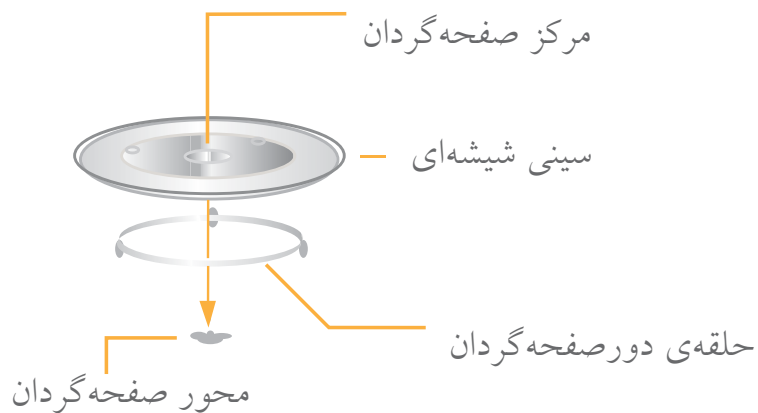 مرکز صفحه‌گردان
سینی شیشه‌ای
حلقه‌ی دورصفحه‌گردان
محور صفحه‌گردان